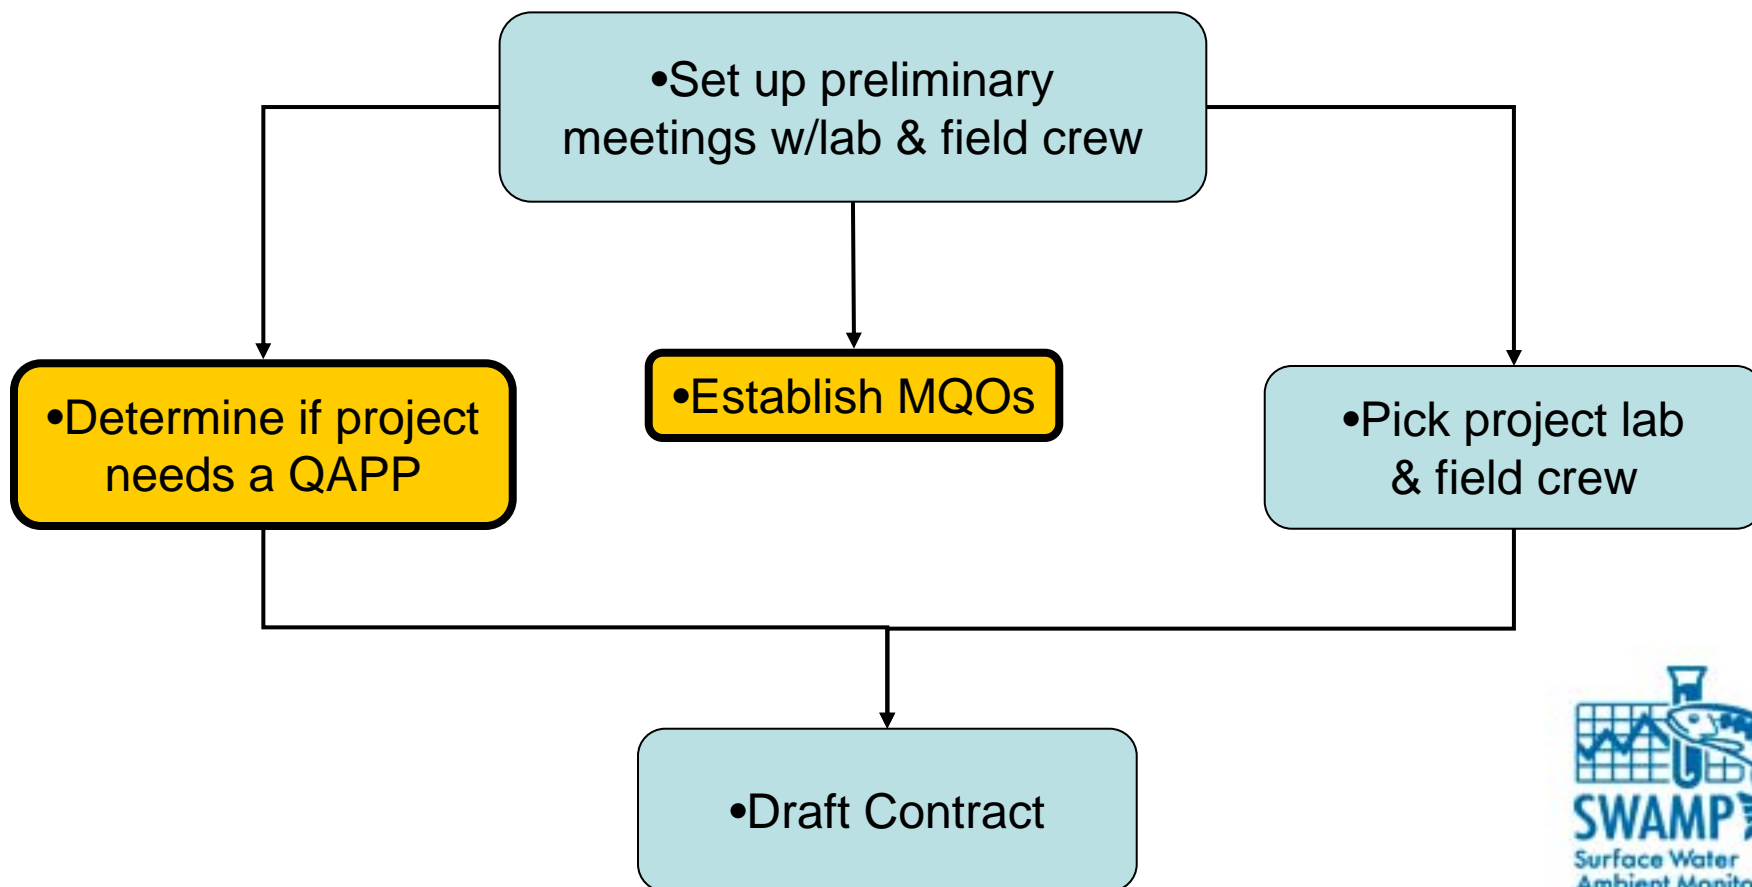 •Set up preliminary
meetings w/lab & field crew
•Determine if project
needs a QAPP
•Establish MQOs
•Pick project lab
& field crew
•Draft Contract
SWAMP
Surface Water
Ambient